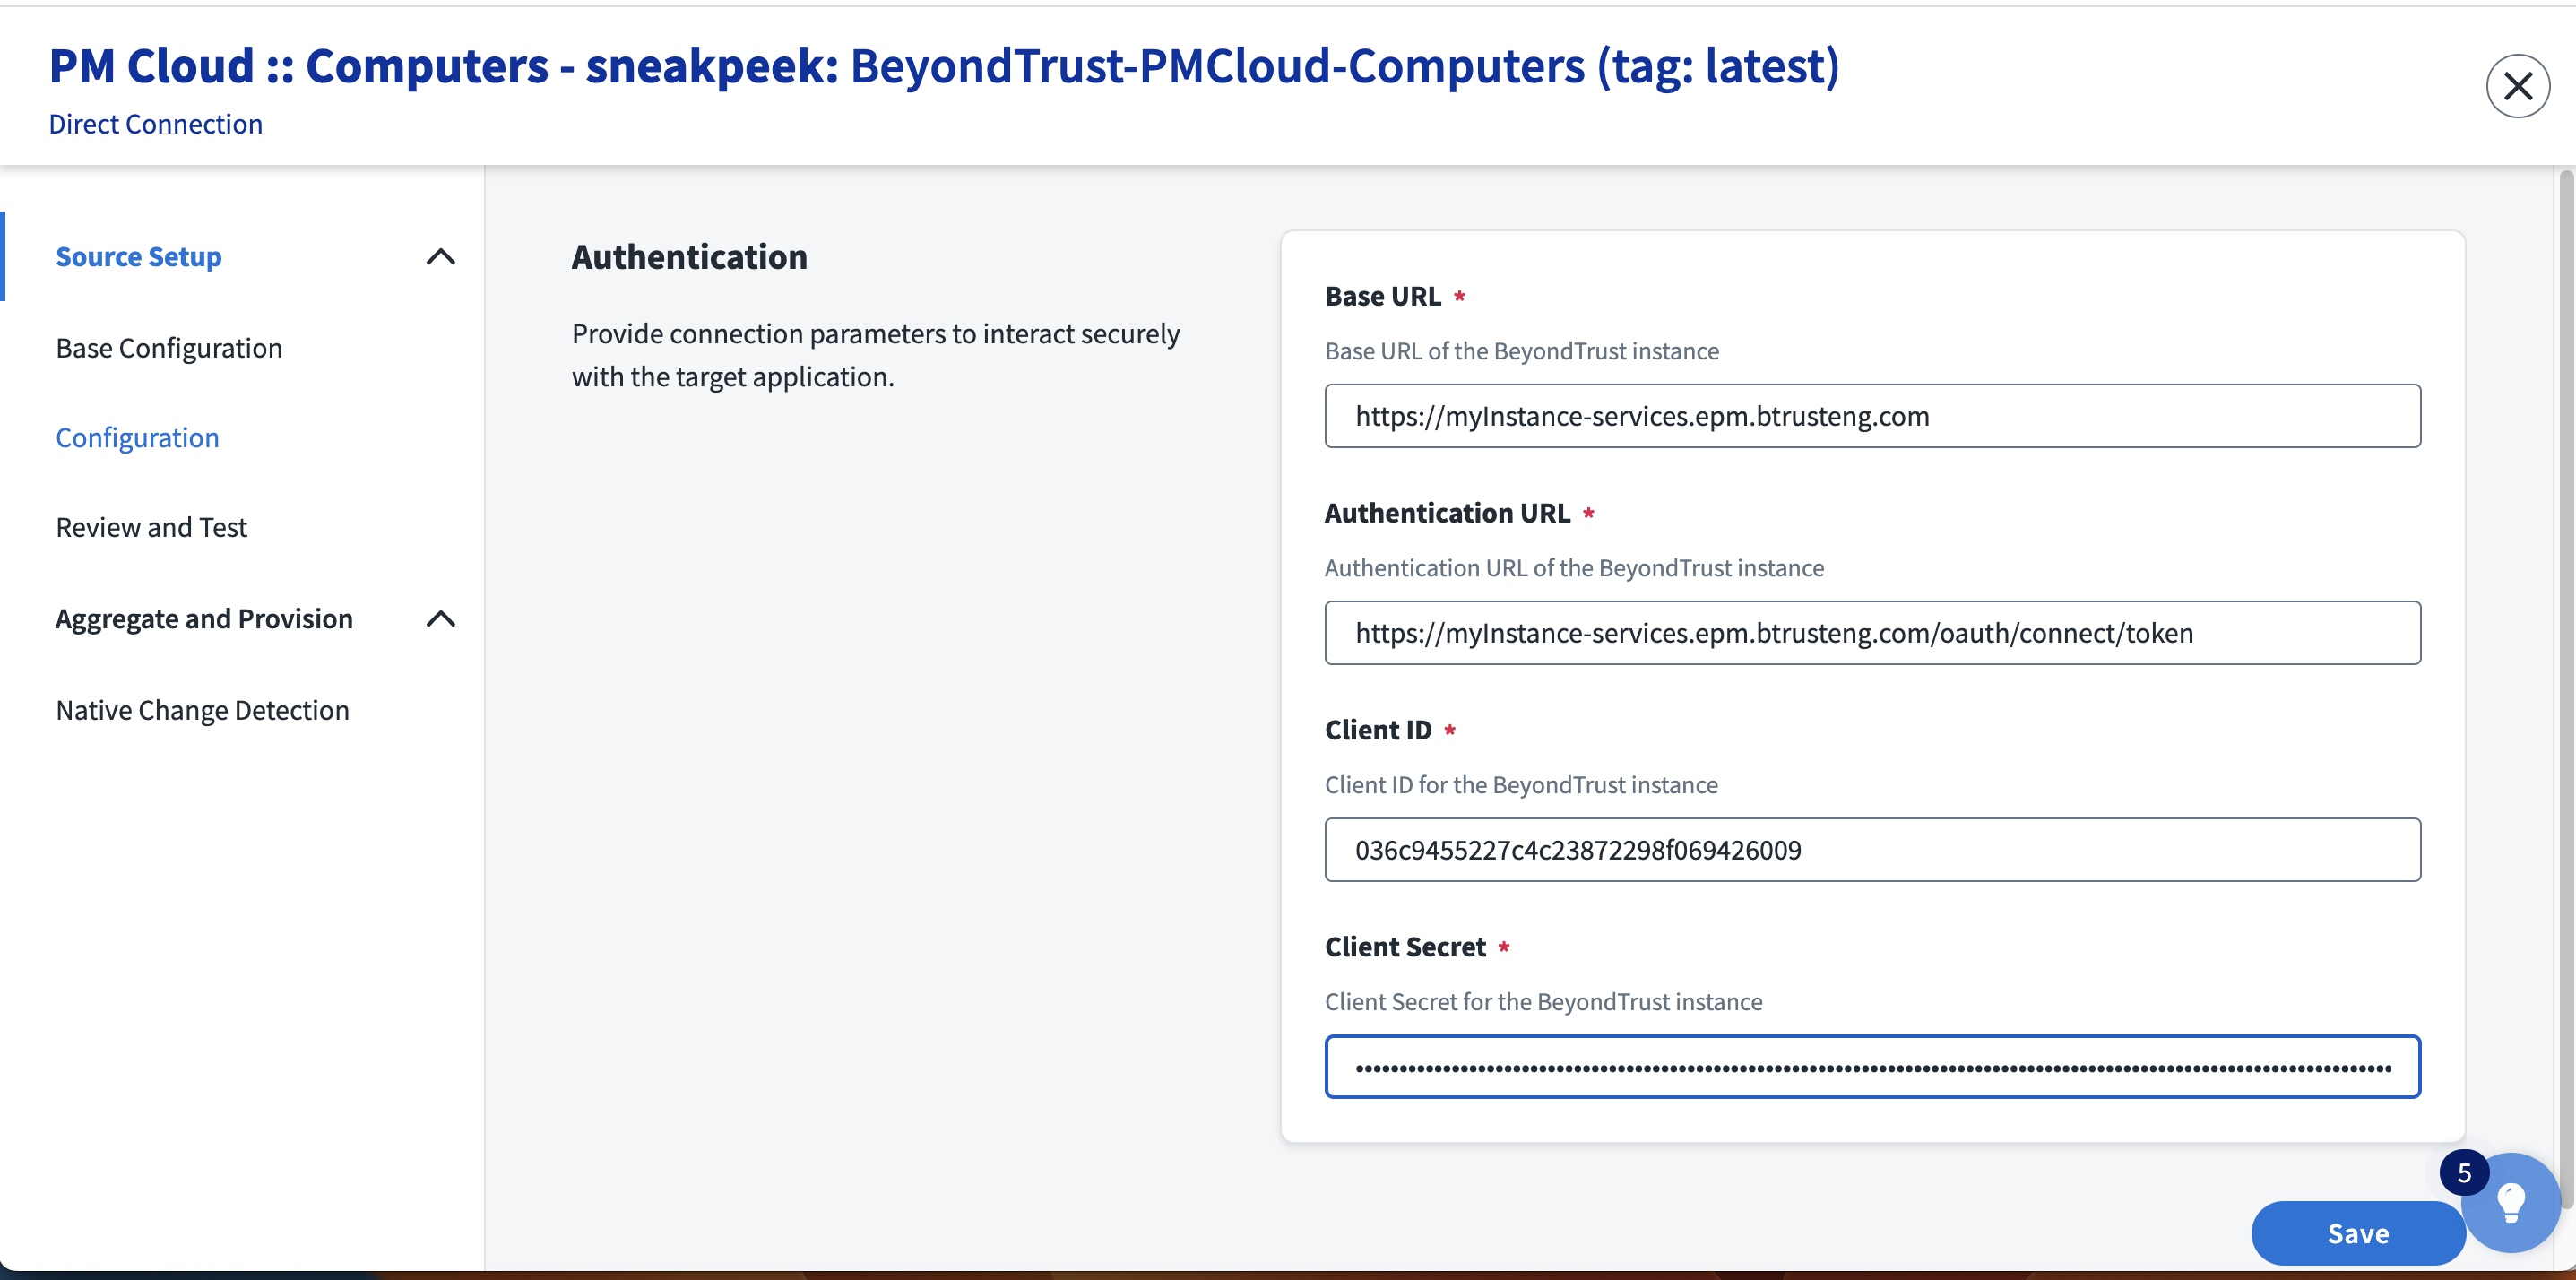 PM Cloud :: Computers - sneakpeek: BeyondTrust-PMCloud-Computers (tag: latest)
Direct Connection
Source Setup
Base Configuration
Configuration
Review and Test
Aggregate and Provision
Native Change Detection
Authentication
Provide connection parameters to interact securely
with the target application.
Base URL *
Base URL of the BeyondTrust instance
https://myInstance-services.epm.btrusteng.com
Authentication URL *
Authentication URL of the BeyondTrust instance
https://myInstance-services.epm.btrusteng.com/oauth/connect/token
Client ID *
Client ID for the BeyondTrust instance
036c9455227c4c23872298f069426009
Client Secret *
Client Secret for the BeyondTrust instance
5
Save